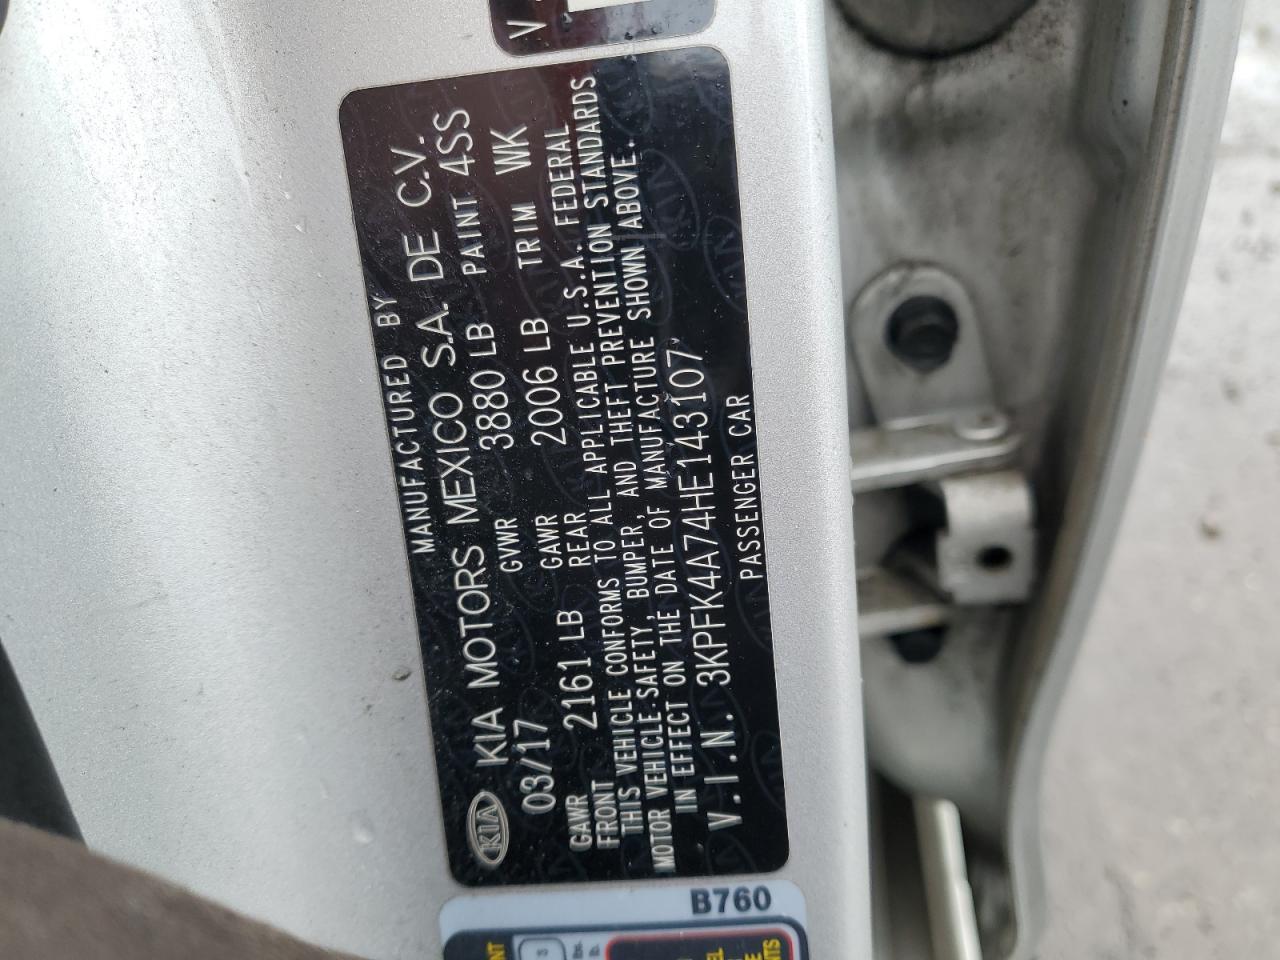 V.
MANUFACTURED BY
KIA KIA MOTORS MEXICO S.A. DE C.V.
03/17 GVWR 3880 LB PAINT 4SS
GAWR FRONT 2161 LB GAWR REAR 2006 LB TRIM WK
THIS VEHICLE CONFORMS TO ALL APPLICABLE U.S.A. FEDERAL
MOTOR VEHICLE SAFETY, BUMPER, AND THEFT PREVENTION STANDARDS
IN EFFECT ON THE DATE OF MANUFACTURE SHOWN ABOVE.
V.I.N. 3KPFK4A74HE143107
PASSENGER CAR
B760
3